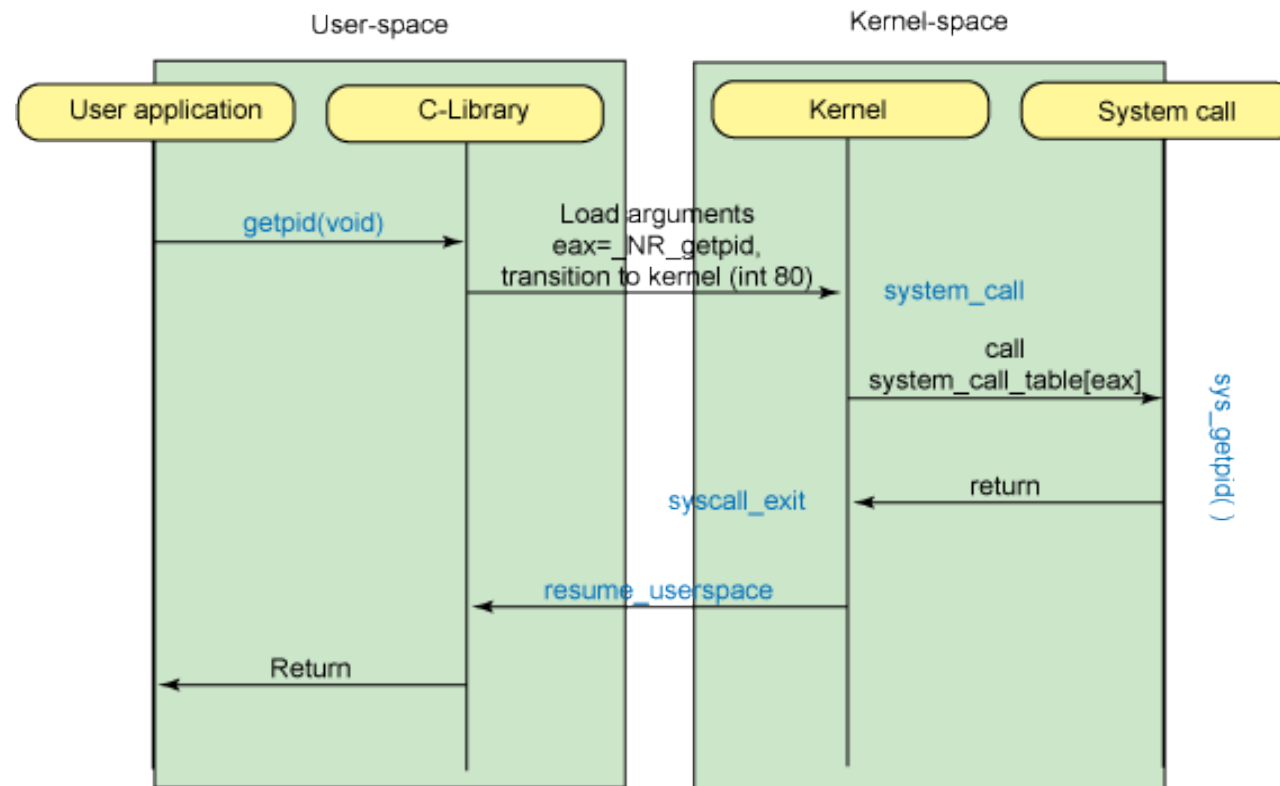 User-space
Kernel-space
User application
C-Library
Kernel
System call
getpid(void)
Load arguments
eax=_NR_getpid,
transition to kernel (int 80)
system_call
call
system_call_table[eax]
sys_getpid( )
return
syscall_exit
resume_userspace
Return